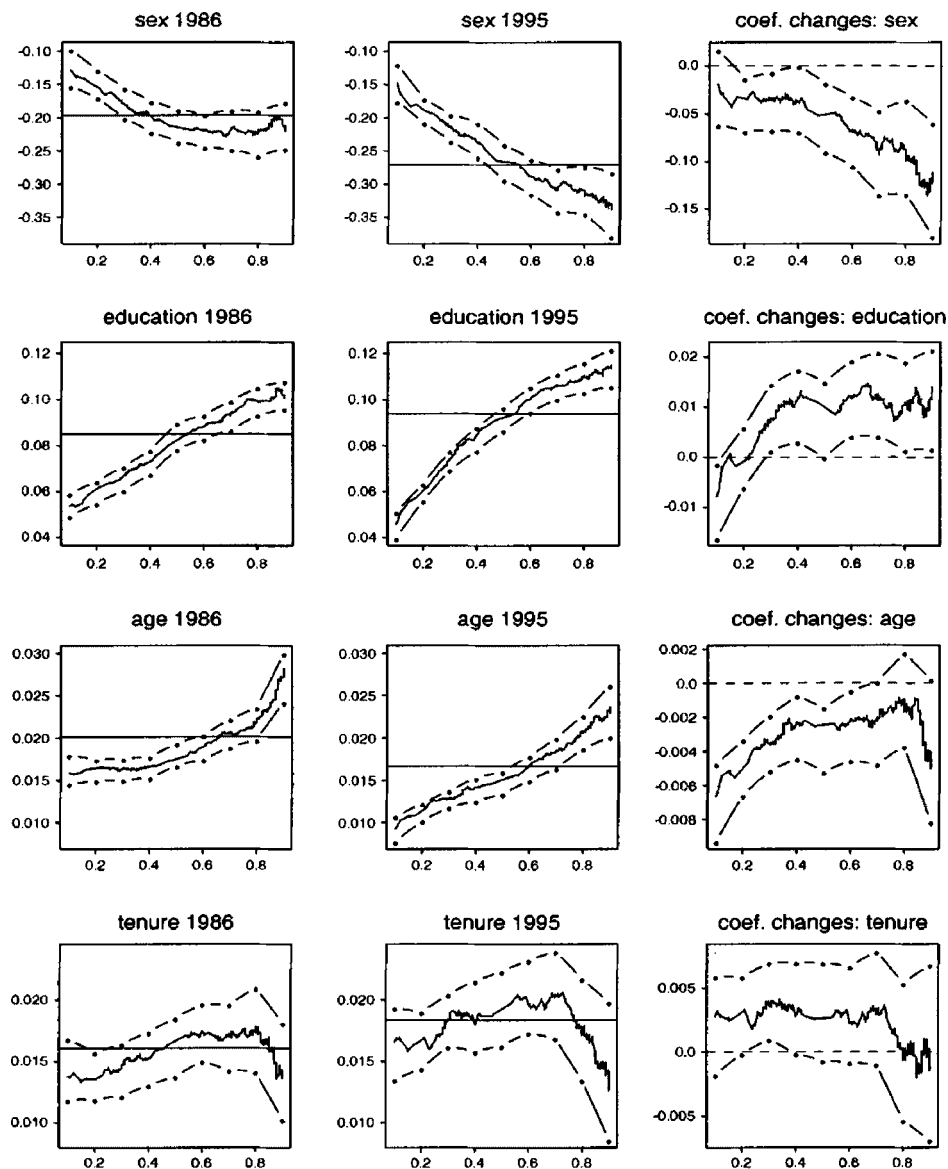 sex 1986
sex 1995
coef. changes: sex
-0.10
-0.15
-0.20
-0.25
-0.30
-0.35
0.2 0.4 0.6 0.8
-0.10
-0.15
-0.20
-0.25
-0.30
-0.35
0.2 0.4 0.6 0.8
0.0
-0.05
-0.10
-0.15
0.2 0.4 0.6 0.8
education 1986
education 1995
coef. changes: education
0.12
0.10
0.08
0.06
0.04
0.2 0.4 0.6 0.8
0.12
0.10
0.08
0.06
0.04
0.2 0.4 0.6 0.8
0.02
0.01
0.0
-0.01
0.2 0.4 0.6 0.8
age 1986
age 1995
coef. changes: age
0.030
0.025
0.020
0.015
0.010
0.2 0.4 0.6 0.8
0.030
0.025
0.020
0.015
0.010
0.2 0.4 0.6 0.8
0.002
0.0
-0.002
-0.004
-0.006
-0.008
0.2 0.4 0.6 0.8
tenure 1986
tenure 1995
coef. changes: tenure
0.020
0.015
0.010
0.2 0.4 0.6 0.8
0.020
0.015
0.010
0.2 0.4 0.6 0.8
0.005
0.0
-0.005
0.2 0.4 0.6 0.8